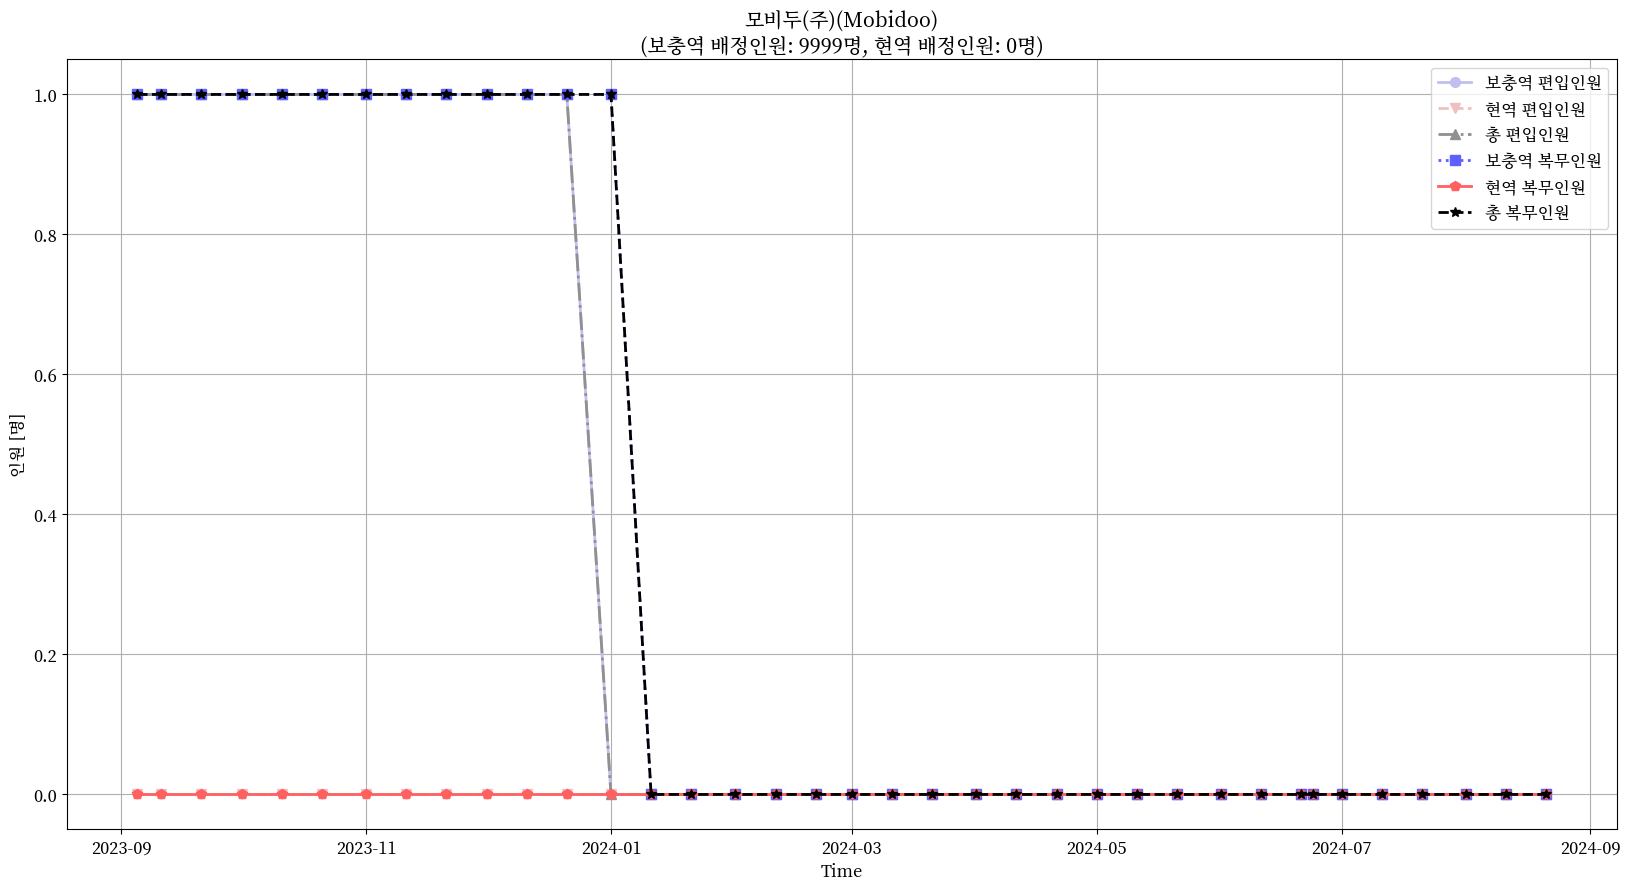 모비두(주)(Mobidoo)
(보충역 배정인원: 9999명, 현역 배정인원: 0명)
보충역 편입인원
현역 편입인원
총 편입인원
보충역 복무인원
현역 복무인원
총 복무인원
인원 [명]
1.0
0.8
0.6
0.4
0.2
0.0
2023-09
2023-11
2024-01
2024-03
2024-05
2024-07
2024-09
Time